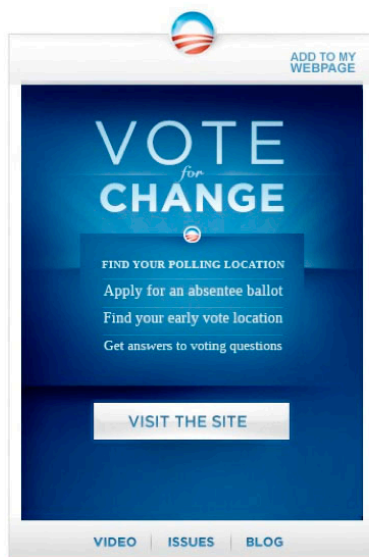 ADD TO MY
WEBPAGE
VOTE
for
CHANGE
FIND YOUR POLLING LOCATION
Apply for an absentee ballot
Find your early vote location
Get answers to voting questions
VISIT THE SITE
VIDEO | ISSUES | BLOG